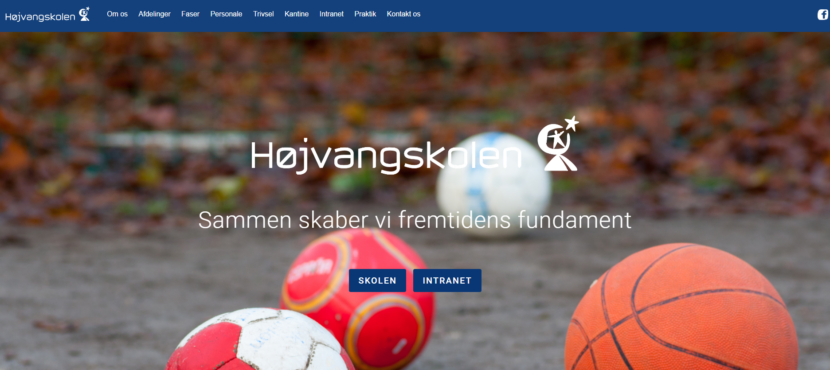 Højvangskolen Om os Afdelinger Faser Personale Trivsel Kantine Intranet Praktik Kontakt os
Højvangskolen
Sammen skaber vi fremtidens fundament
SKOLEN INTRANET